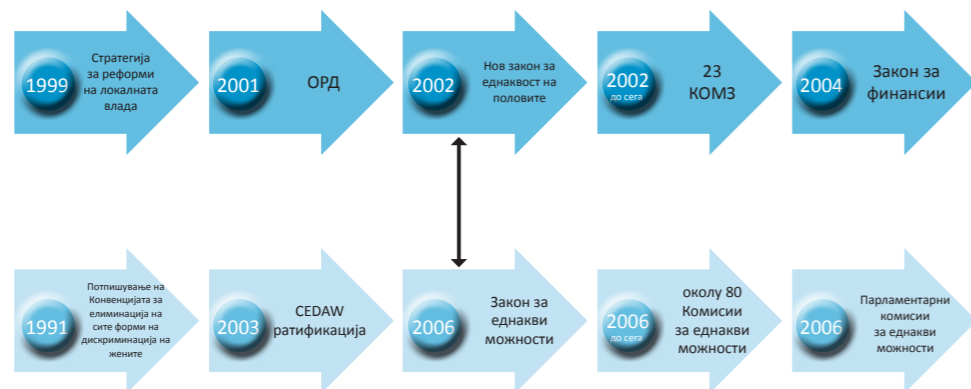 1999
Стратегија
за реформи
на локалната
влада
2001
ОРД
2002
Нов закон за
еднаквост на
половите
2002
до сега
23
КОМЗ
2004
Закон за
финансии
1991
Потпишување на
Конвенцијата за
елиминација на
сите форми на
дискриминација на
жените
2003
CEDAW
ратификација
2006
Закон за
еднакви
можности
2006
до сега
околу 80
Комисии
за еднакви
можности
2006
Парламентарни
комисии
за еднакви
можности